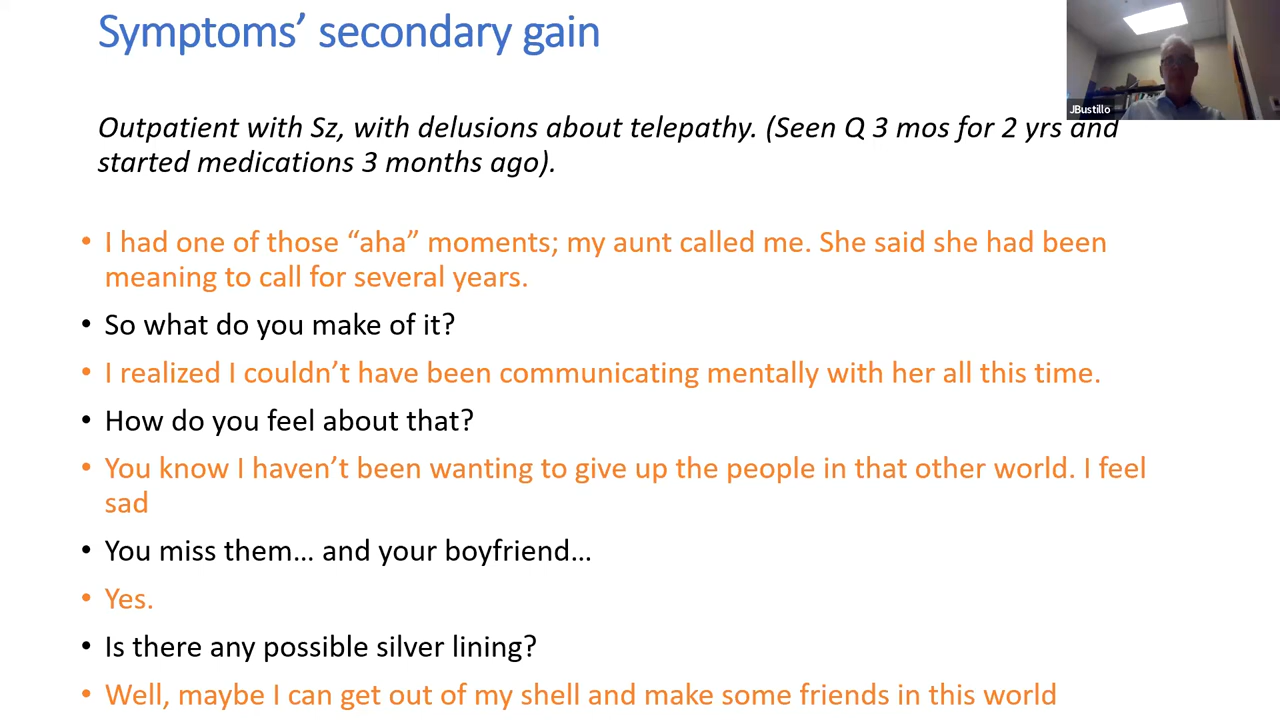 Symptoms’ secondary gain
JBustillo
Outpatient with Sz, with delusions about telepathy. (Seen Q 3 mos for 2 yrs and
started medications 3 months ago).
• I had one of those “aha” moments; my aunt called me. She said she had been
meaning to call for several years.
• So what do you make of it?
• I realized I couldn’t have been communicating mentally with her all this time.
• How do you feel about that?
• You know I haven’t been wanting to give up the people in that other world. I feel
sad
• You miss them… and your boyfriend…
• Yes.
• Is there any possible silver lining?
• Well, maybe I can get out of my shell and make some friends in this world